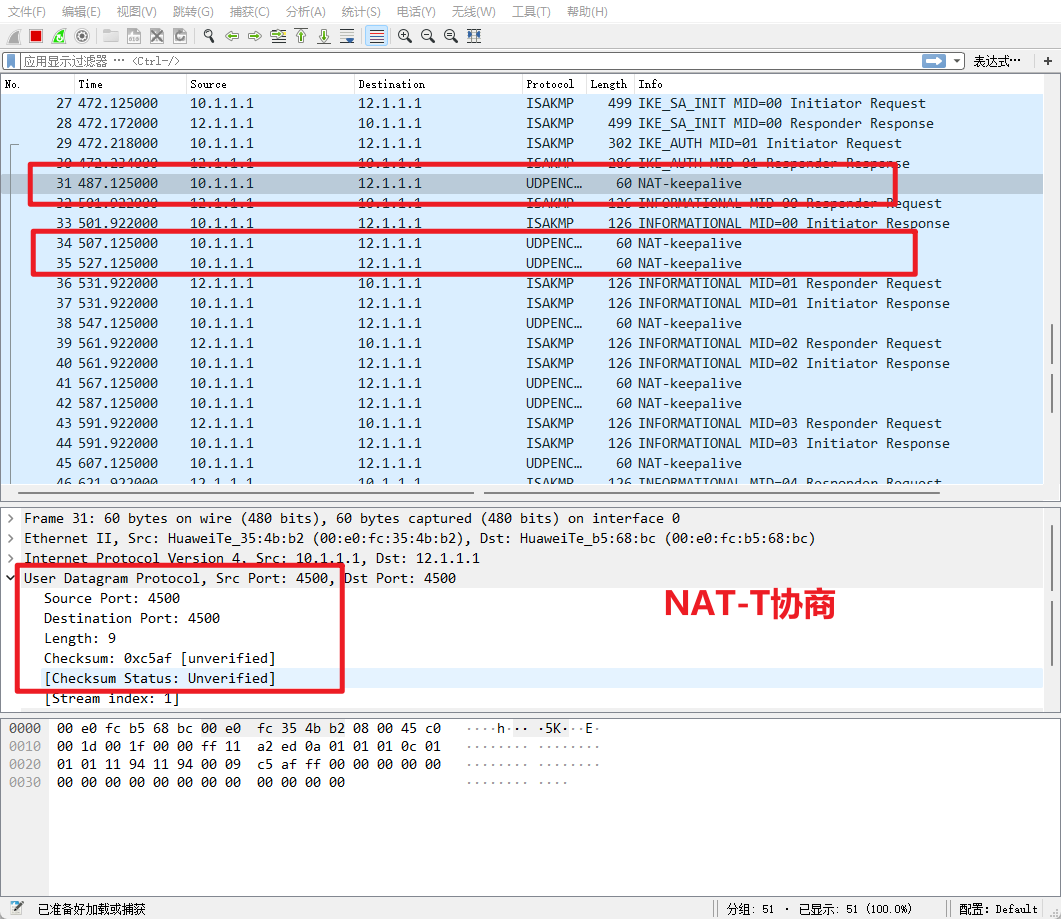 文件(F) 编辑(E) 视图(V) 跳转(G) 捕获(C) 分析(A) 统计(S) 电话(Y) 无线(W) 工具(T) 帮助(H)
应用显示过滤器 … <Ctrl-/> 表达式… +
No. Time Source Destination Protocol Length Info
27 472.125000 10.1.1.1 12.1.1.1 ISAKMP 499 IKE_SA_INIT MID=00 Initiator Request
28 472.172000 12.1.1.1 10.1.1.1 ISAKMP 499 IKE_SA_INIT MID=00 Responder Response
29 472.218000 10.1.1.1 12.1.1.1 ISAKMP 302 IKE_AUTH MID=01 Initiator Request
30 472.234000 12.1.1.1 10.1.1.1 ISAKMP 286 IKE_AUTH MID=01 Responder Response
31 487.125000 10.1.1.1 12.1.1.1 UDPENC… 60 NAT-keepalive
32 501.922000 12.1.1.1 10.1.1.1 ISAKMP 126 INFORMATIONAL MID=00 Responder Request
33 501.922000 10.1.1.1 12.1.1.1 ISAKMP 126 INFORMATIONAL MID=00 Initiator Response
34 507.125000 10.1.1.1 12.1.1.1 UDPENC… 60 NAT-keepalive
35 527.125000 10.1.1.1 12.1.1.1 UDPENC… 60 NAT-keepalive
36 531.922000 12.1.1.1 10.1.1.1 ISAKMP 126 INFORMATIONAL MID=01 Responder Request
37 531.922000 10.1.1.1 12.1.1.1 ISAKMP 126 INFORMATIONAL MID=01 Initiator Response
38 547.125000 10.1.1.1 12.1.1.1 UDPENC… 60 NAT-keepalive
39 561.922000 12.1.1.1 10.1.1.1 ISAKMP 126 INFORMATIONAL MID=02 Responder Request
40 561.922000 10.1.1.1 12.1.1.1 ISAKMP 126 INFORMATIONAL MID=02 Initiator Response
41 567.125000 10.1.1.1 12.1.1.1 UDPENC… 60 NAT-keepalive
42 587.125000 10.1.1.1 12.1.1.1 UDPENC… 60 NAT-keepalive
43 591.922000 12.1.1.1 10.1.1.1 ISAKMP 126 INFORMATIONAL MID=03 Responder Request
44 591.922000 10.1.1.1 12.1.1.1 ISAKMP 126 INFORMATIONAL MID=03 Initiator Response
45 607.125000 10.1.1.1 12.1.1.1 UDPENC… 60 NAT-keepalive
46 621.922000 12.1.1.1 10.1.1.1 ISAKMP 126 INFORMATIONAL MID=04 Responder Request
Frame 31: 60 bytes on wire (480 bits), 60 bytes captured (480 bits) on interface 0
Ethernet II, Src: HuaweiTe_35:4b:b2 (00:e0:fc:35:4b:b2), Dst: HuaweiTe_b5:68:bc (00:e0:fc:b5:68:bc)
Internet Protocol Version 4, Src: 10.1.1.1, Dst: 12.1.1.1
User Datagram Protocol, Src Port: 4500, Dst Port: 4500
Source Port: 4500
Destination Port: 4500
Length: 9
Checksum: 0xc5af [unverified]
[Checksum Status: Unverified]
[Stream index: 1]
NAT-T协商
0000 00 e0 fc b5 68 bc 00 e0 fc 35 4b b2 08 00 45 c0 ····h··· ·5K···E·
0010 00 1d 00 1f 00 00 ff 11 a2 ed 0a 01 01 01 0c 01 ········ ········
0020 01 01 11 94 11 94 00 09 c5 af ff 00 00 00 00 00 ········ ········
0030 00 00 00 00 00 00 00 00 00 00 00 00 ········ ····
已准备好加载或捕获 分组: 51 · 已显示: 51 (100.0%) 配置: Default